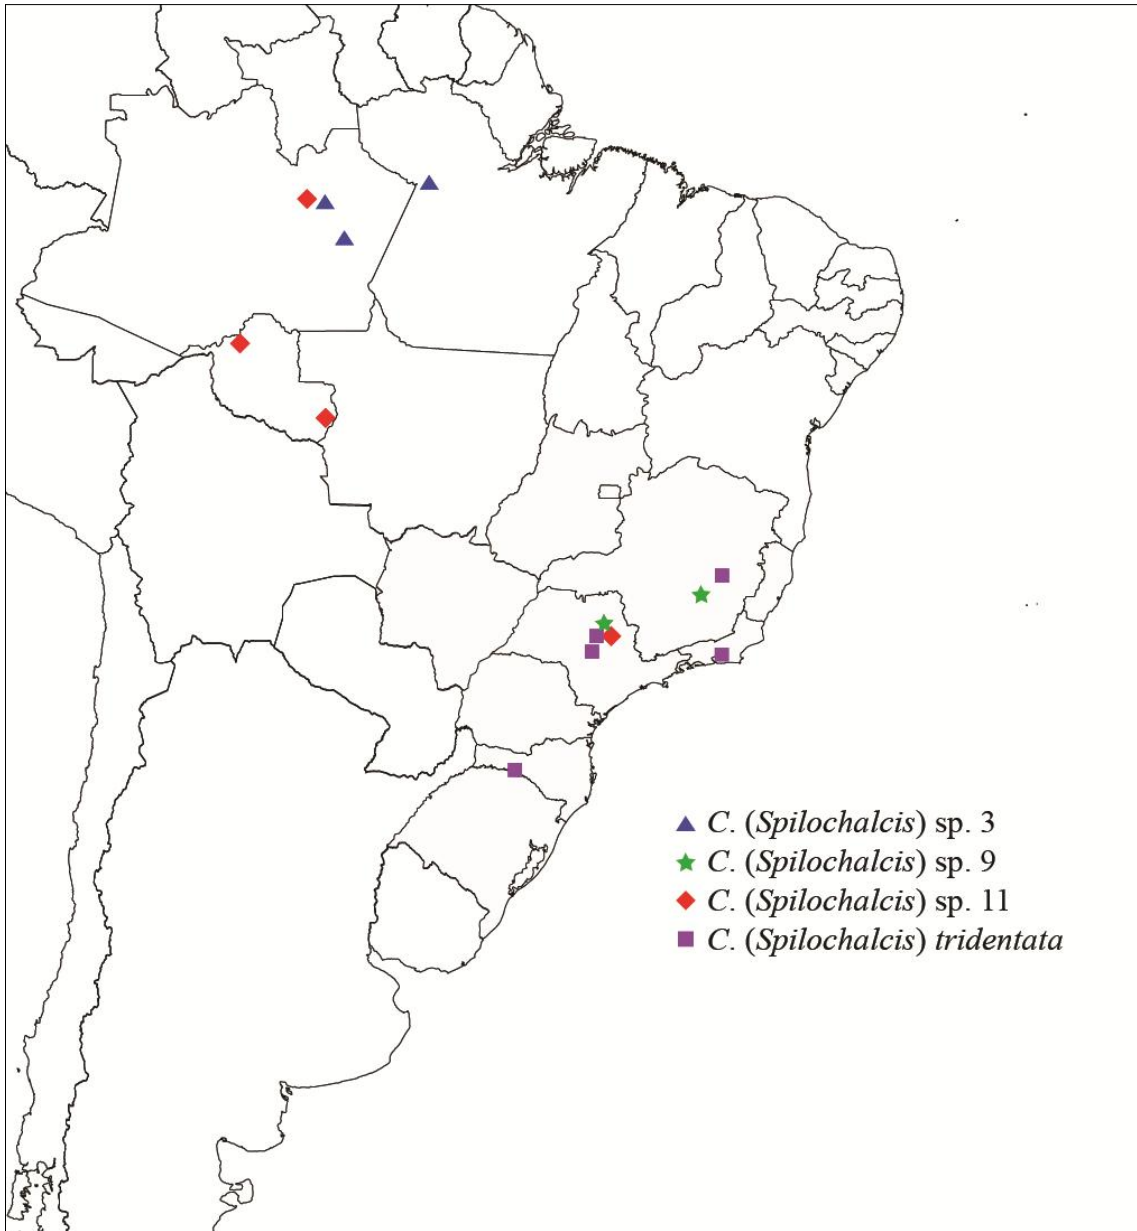 C. (Spilochalcis) sp. 3
C. (Spilochalcis) sp. 9
C. (Spilochalcis) sp. 11
C. (Spilochalcis) tridentata